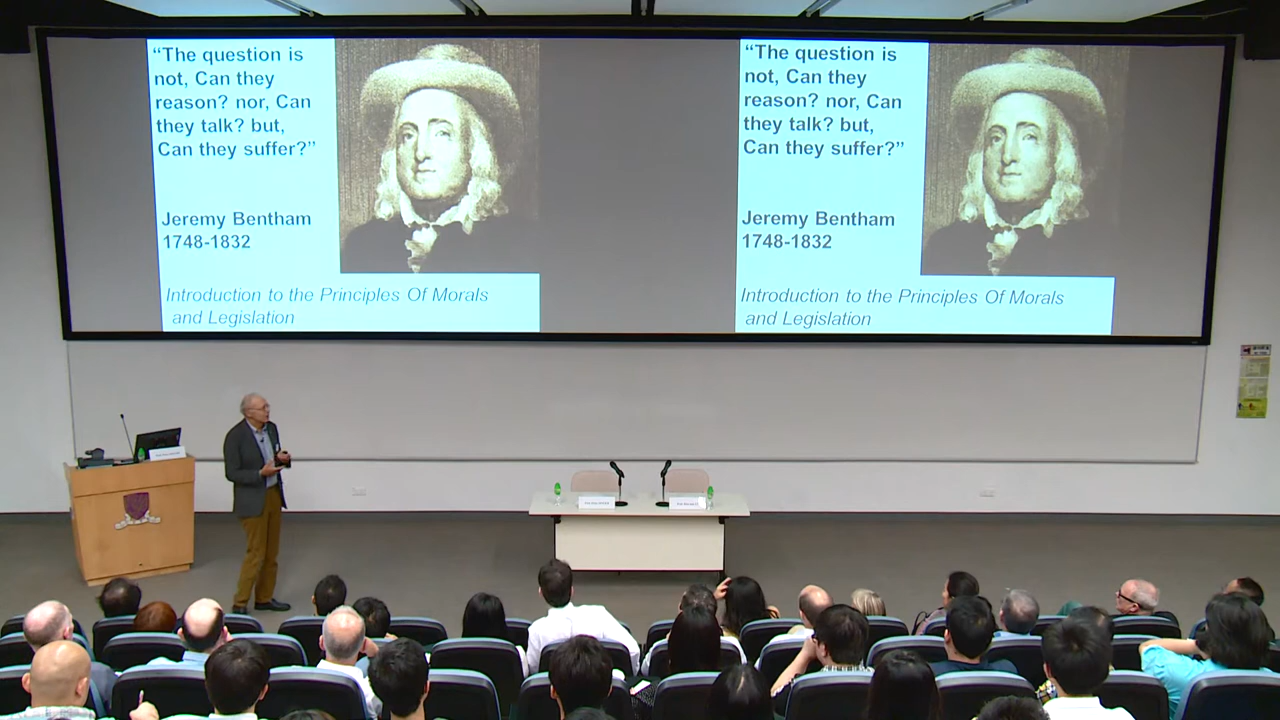 “The question is
not, Can they
reason? nor, Can
they talk? but,
Can they suffer?”
Jeremy Bentham
1748-1832
Introduction to the Principles Of Morals
and Legislation
“The question is
not, Can they
reason? nor, Can
they talk? but,
Can they suffer?”
Jeremy Bentham
1748-1832
Introduction to the Principles Of Morals
and Legislation